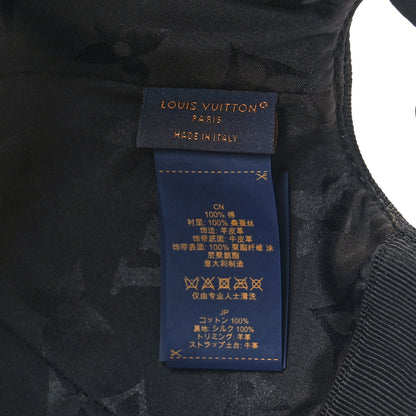 LOUIS VUITTON®
PARIS
MADE IN ITALY
CN
100% 棉
衬里: 100% 桑蚕丝
饰边: 羊皮革
饰带底面: 牛皮革
饰带表面: 100% 聚酯纤维 涂
层聚氨酯
意大利制造
仅由专业人士清洗
JP
コットン 100%
裏地: シルク 100%
トリミング: 羊革
ストラップ土台: 牛革